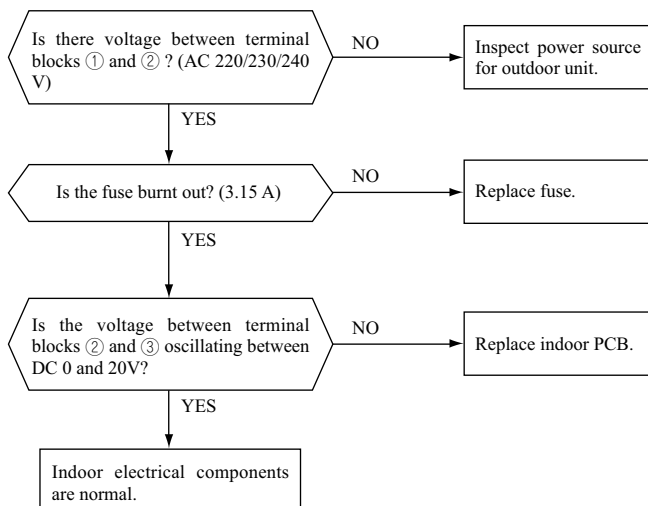 Is there voltage between terminal
blocks ① and ② ? (AC 220/230/240
V)
NO
Inspect power source
for outdoor unit.
YES
Is the fuse burnt out? (3.15 A)
NO
Replace fuse.
YES
Is the voltage between terminal
blocks ② and ③ oscillating between
DC 0 and 20V?
NO
Replace indoor PCB.
YES
Indoor electrical components
are normal.